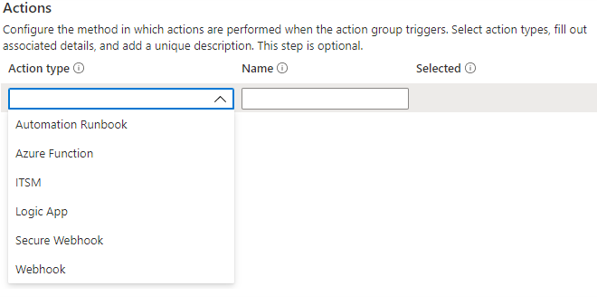 Actions
Configure the method in which actions are performed when the action group triggers. Select action types, fill out
associated details, and add a unique description. This step is optional.
Action type Name Selected
Automation Runbook
Azure Function
ITSM
Logic App
Secure Webhook
Webhook